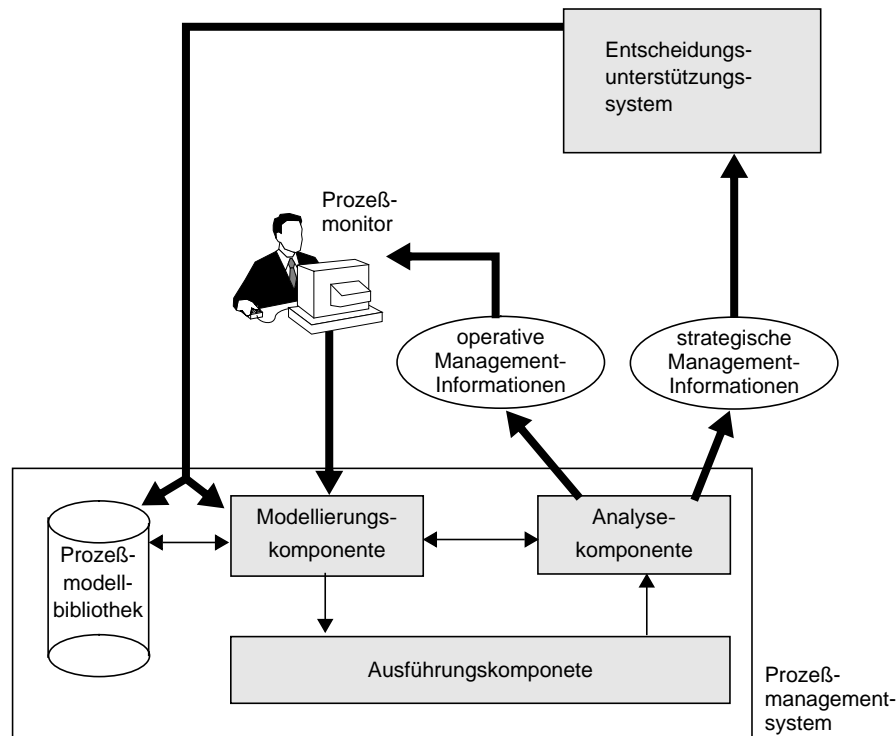 Entscheidungs-
unterstützungs-
system
Prozeß-
monitor
operative
Management-
Informationen
strategische
Management-
Informationen
Prozeß-
modell-
bibliothek
Modellierungs-
komponente
Analyse-
komponente
Ausführungskomponete
Prozeß-
management-
system